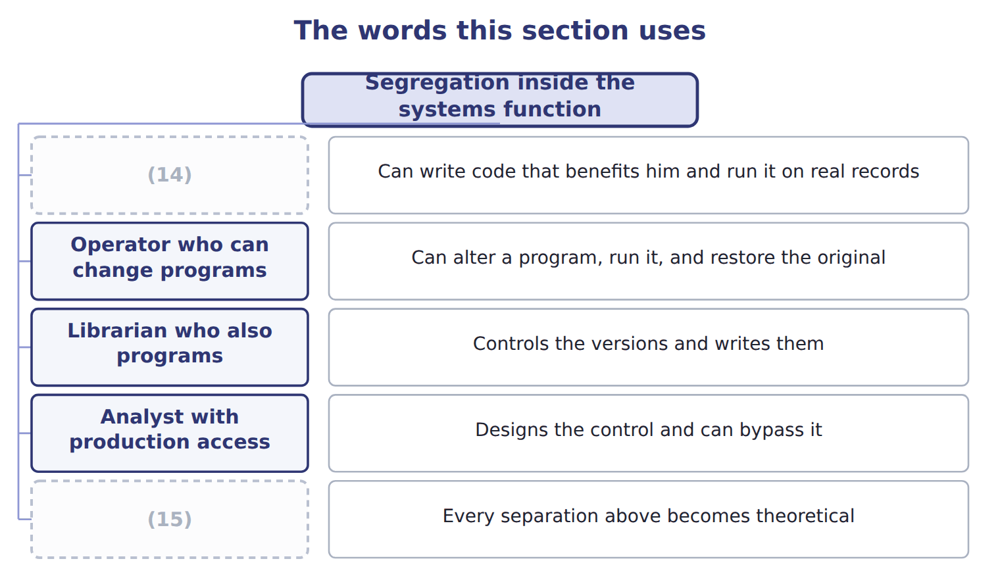 The words this section uses
Segregation inside the
systems function
(14)
Can write code that benefits him and run it on real records
Operator who can
change programs
Can alter a program, run it, and restore the original
Librarian who also
programs
Controls the versions and writes them
Analyst with
production access
Designs the control and can bypass it
(15)
Every separation above becomes theoretical